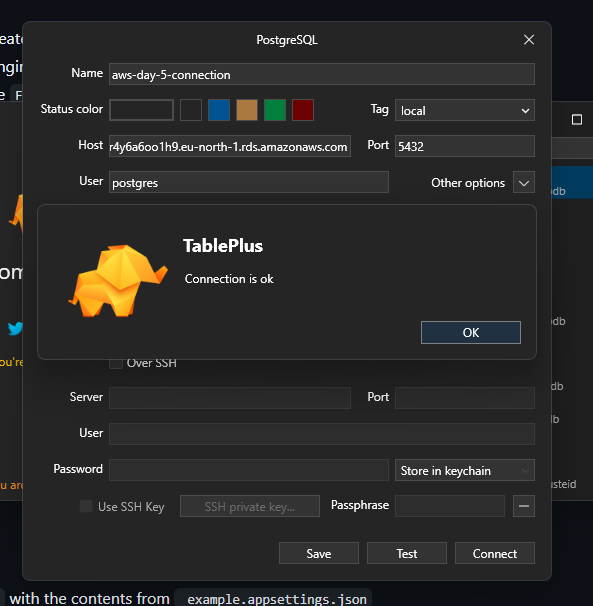 PostgreSQL
Name aws-day-5-connection
Status color Tag local
Host r4y6a6oo1h9.eu-north-1.rds.amazonaws.com Port 5432
User postgres Other options
TablePlus
Connection is ok
OK
Over SSH
Server Port
User
Password Store in keychain
Use SSH Key SSH private key... Passphrase
Save Test Connect
with the contents from example.appsettings.json